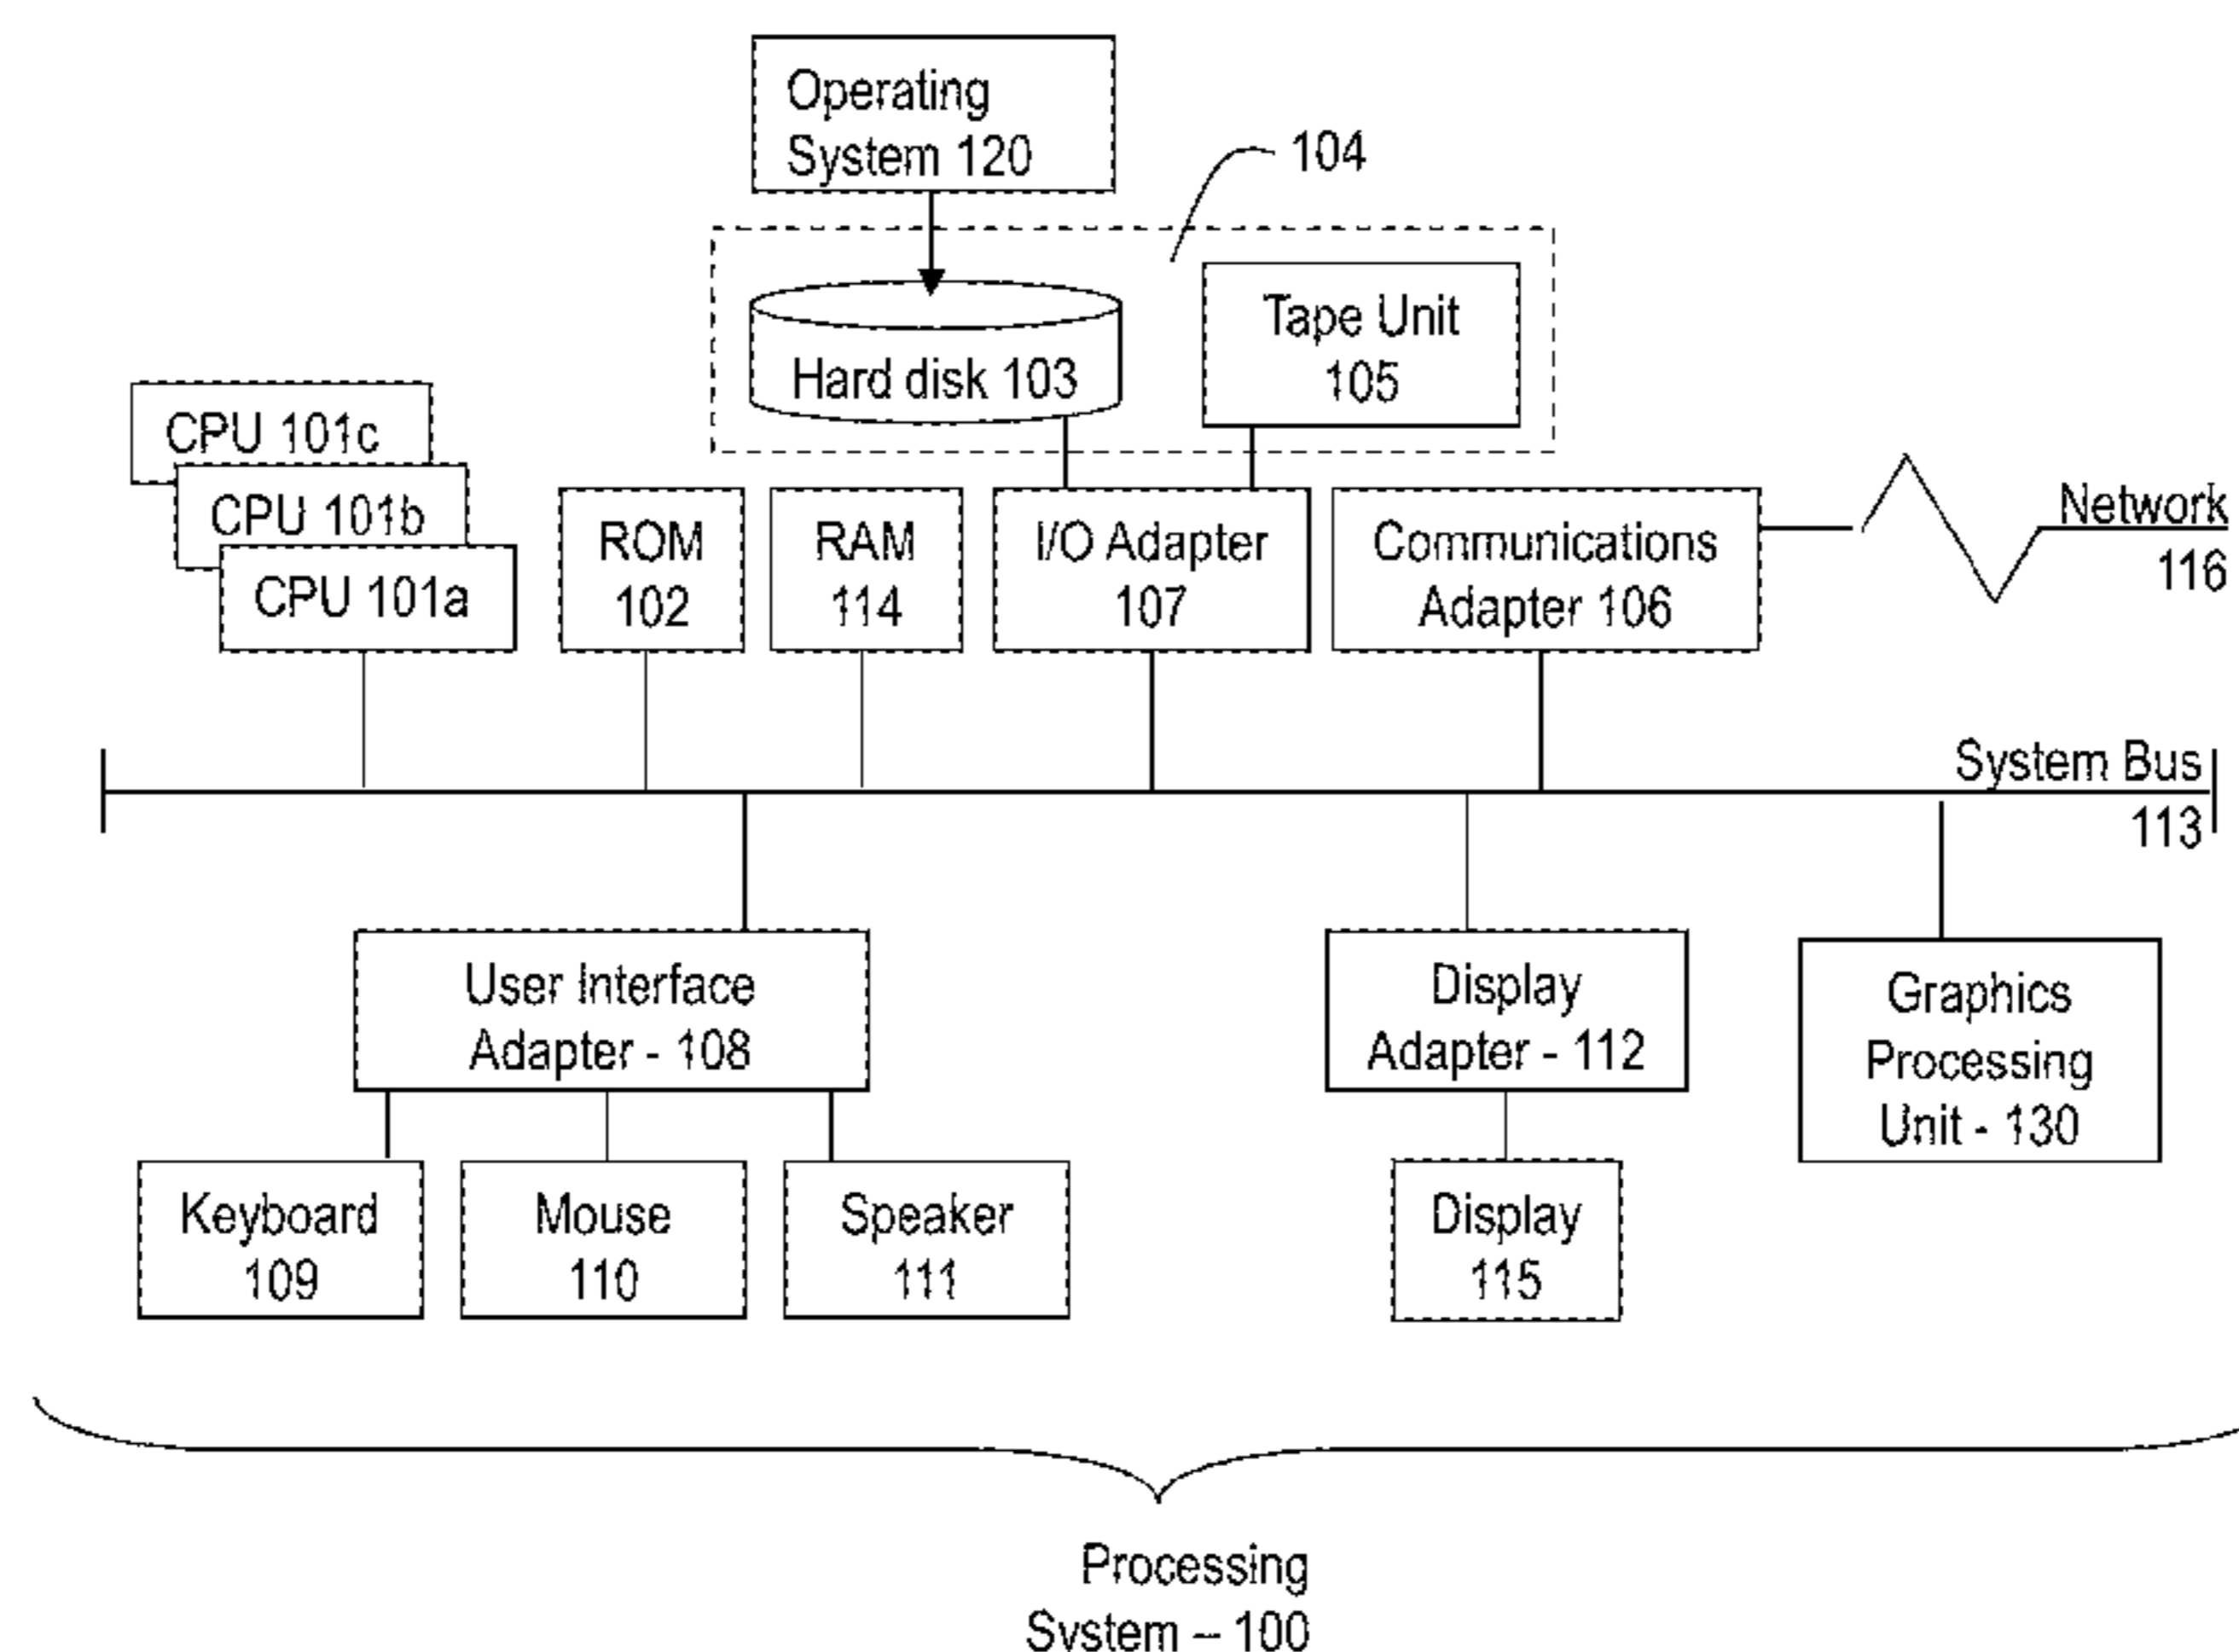 Operating
System 120
104
Hard disk 103
Tape Unit
105
CPU 101c
CPU 101b
CPU 101a
ROM
102
RAM
114
I/O Adapter
107
Communications
Adapter 106
Network
116
System Bus
113
User Interface
Adapter - 108
Display
Adapter - 112
Graphics
Processing
Unit - 130
Keyboard
109
Mouse
110
Speaker
111
Display
115
Processing
System – 100